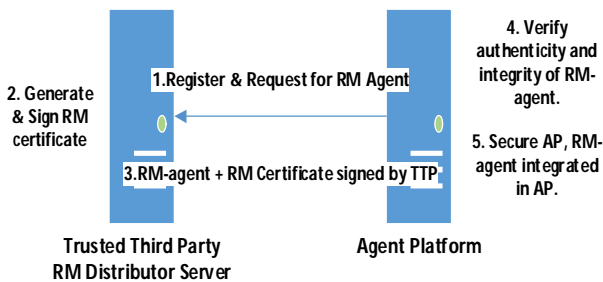 1.Register & Request for RM Agent
2. Generate
& Sign RM
certificate
3.RM-agent + RM Certificate signed by TTP
4. Verify
authenticity and
integrity of RM-
agent.
5. Secure AP, RM-
agent integrated
in AP.
Trusted Third Party
RM Distributor Server
Agent Platform